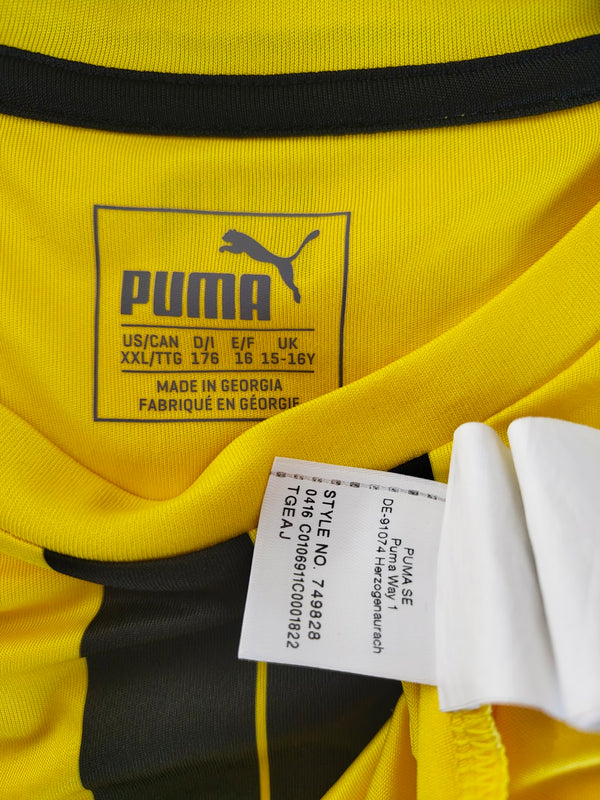 PUMA
US/CAN D/I E/F UK
XXL/TTG 176 16 15-16Y
MADE IN GEORGIA
FABRIQUÉ EN GÉORGIE
PUMA SE
Puma Way 1
DE-91074 Herzogenaurach
STYLE NO. 749828
0416 C0106911C0001822
TGEAJ